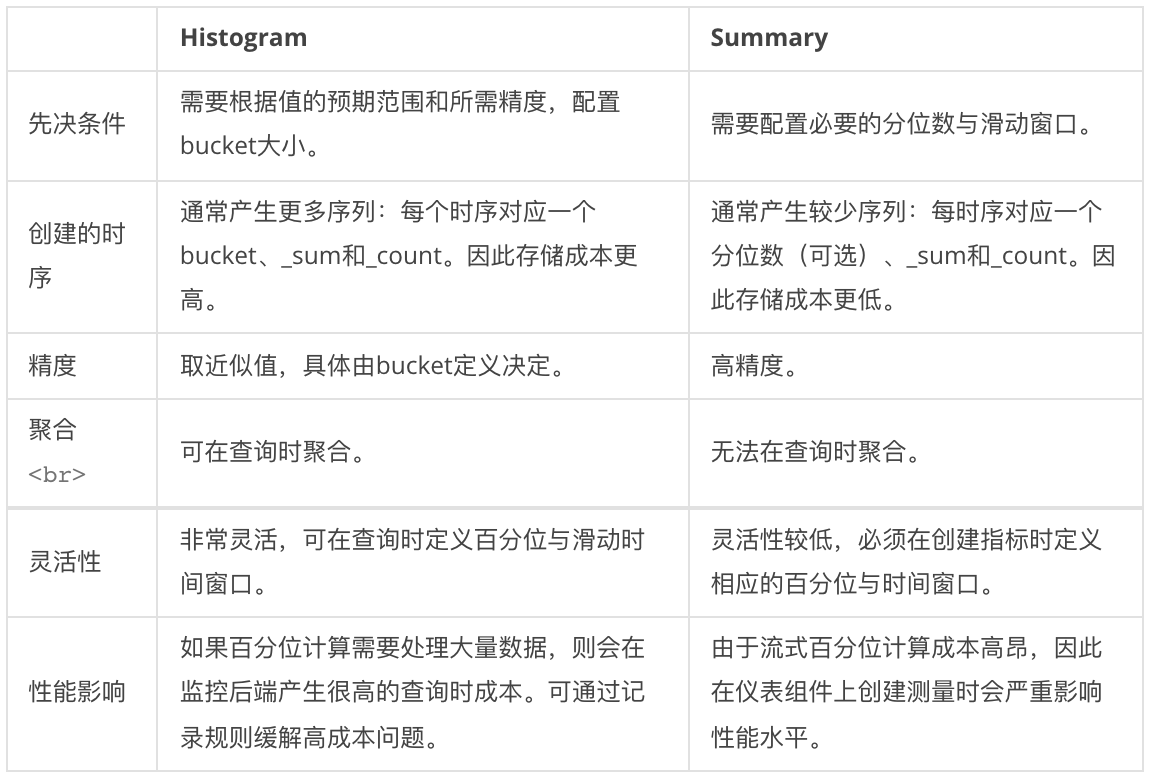 Histogram
Summary
先决条件
需要根据值的预期范围和所需精度，配置
bucket大小。
需要配置必要的分位数与滑动窗口。
创建的时
序
通常产生更多序列：每个时序对应一个
bucket、_sum和_count。因此存储成本更
高。
通常产生较少序列：每时序对应一个
分位数（可选）、_sum和_count。因
此存储成本更低。
精度
取近似值，具体由bucket定义决定。
高精度。
聚合
<br>
可在查询时聚合。
无法在查询时聚合。
灵活性
非常灵活，可在查询时定义百分位与滑动时
间窗口。
灵活性较低，必须在创建指标时定义
相应的百分位与时间窗口。
性能影响
如果百分位计算需要处理大量数据，则会在
监控后端产生很高的查询时成本。可通过记
录规则缓解高成本问题。
由于流式百分位计算成本高昂，因此
在仪表组件上创建测量时会严重影响
性能水平。